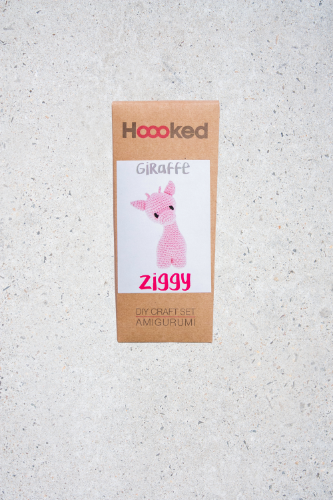 Hoooked
GiRaFFe
ziggy
DIY CRAFT SET
AMIGURUMI